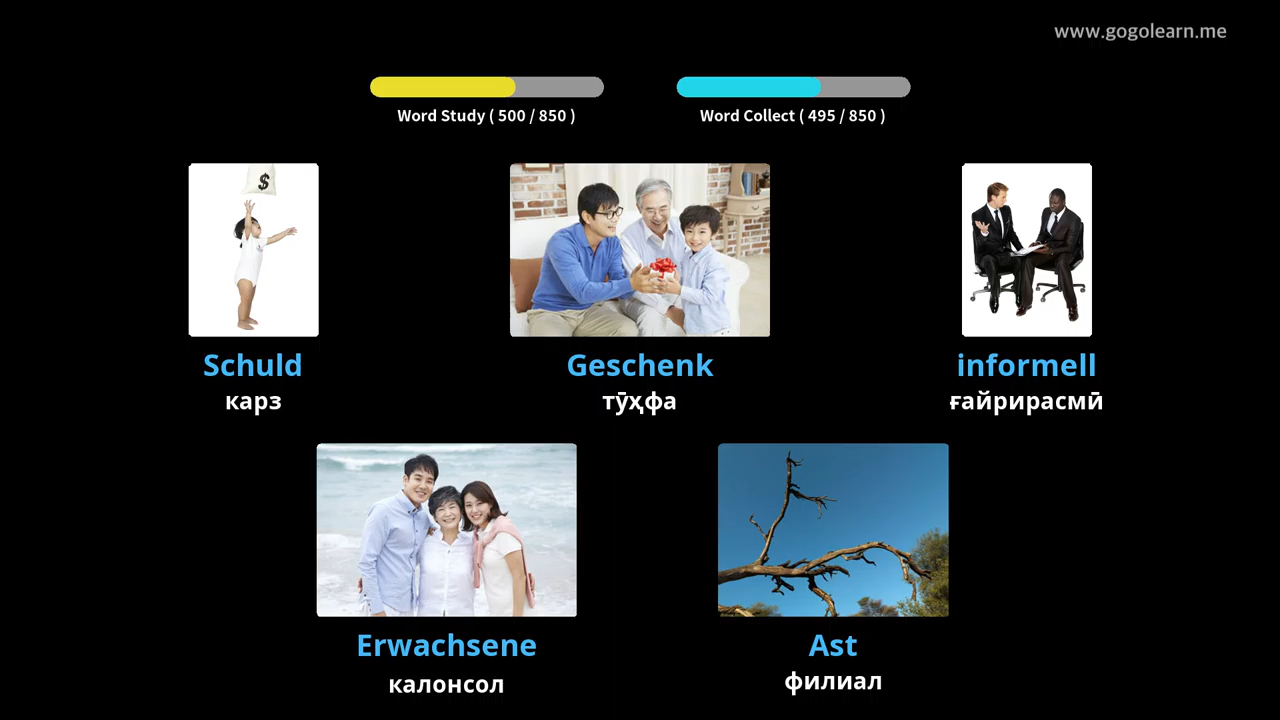 www.gogolearn.me
Word Study ( 500 / 850 )
Word Collect ( 495 / 850 )
$
Schuld
карз
Geschenk
тӯҳфа
informell
ғайрирасмӣ
Erwachsene
калонсол
Ast
филиал